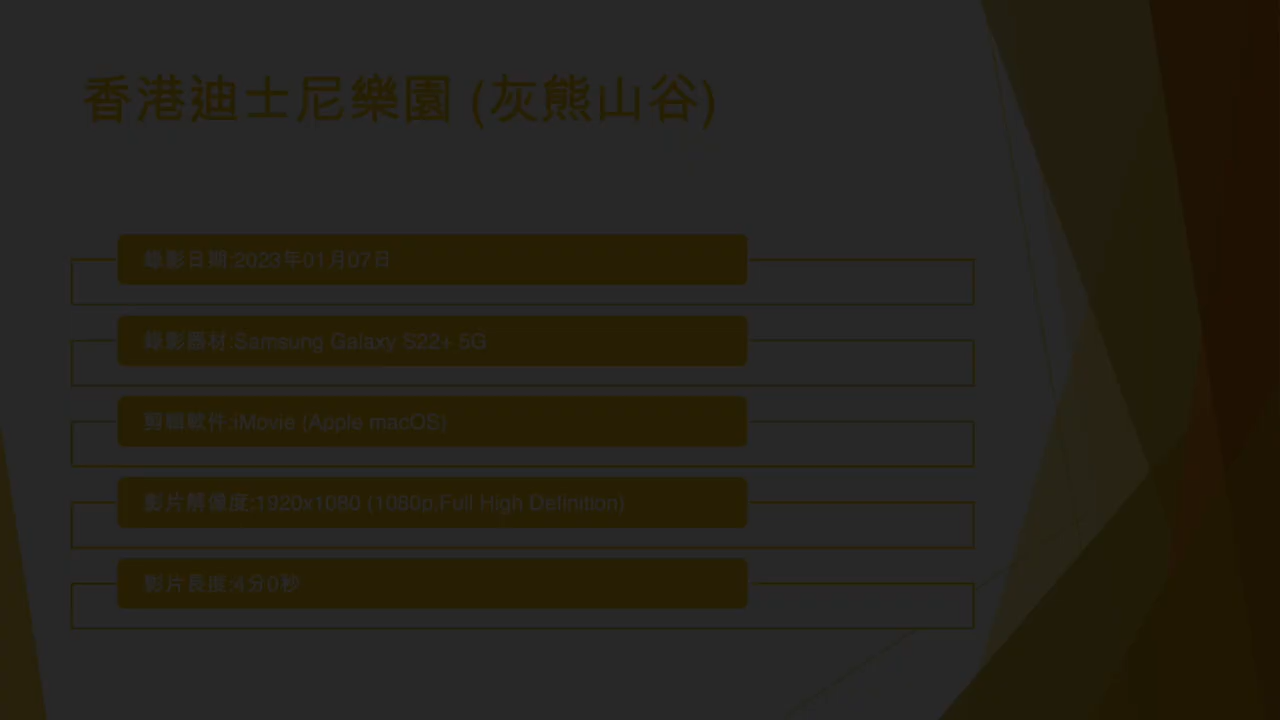 香港迪士尼樂園 (灰熊山谷)
錄影日期:2023年01月07日
錄影器材:Samsung Galaxy S22+ 5G
剪輯軟件:iMovie (Apple macOS)
影片解像度:1920x1080 (1080p,Full High Definition)
影片長度:4分0秒